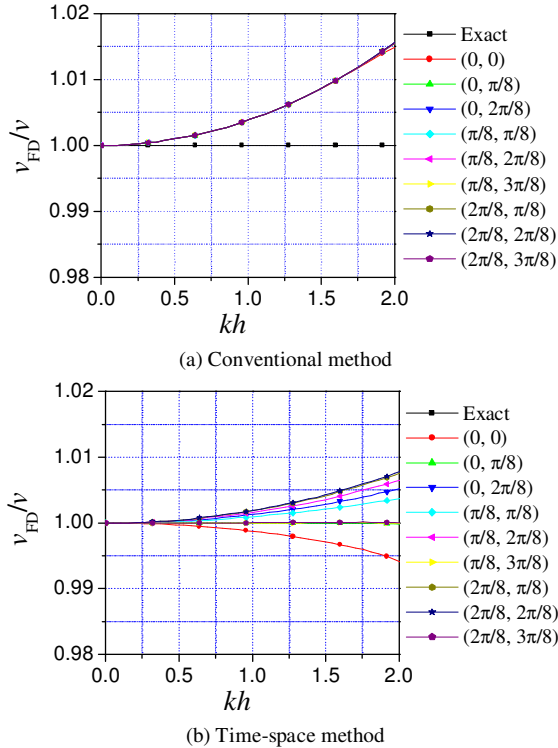 1.02
1.01
1.00
0.99
0.98
v_FD/v
0.0 0.5 1.0 1.5 2.0
kh
Exact
(0, 0)
(0, π/8)
(0, 2π/8)
(π/8, π/8)
(π/8, 2π/8)
(π/8, 3π/8)
(2π/8, π/8)
(2π/8, 2π/8)
(2π/8, 3π/8)
(a) Conventional method
1.02
1.01
1.00
0.99
0.98
v_FD/v
0.0 0.5 1.0 1.5 2.0
kh
Exact
(0, 0)
(0, π/8)
(0, 2π/8)
(π/8, π/8)
(π/8, 2π/8)
(π/8, 3π/8)
(2π/8, π/8)
(2π/8, 2π/8)
(2π/8, 3π/8)
(b) Time-space method